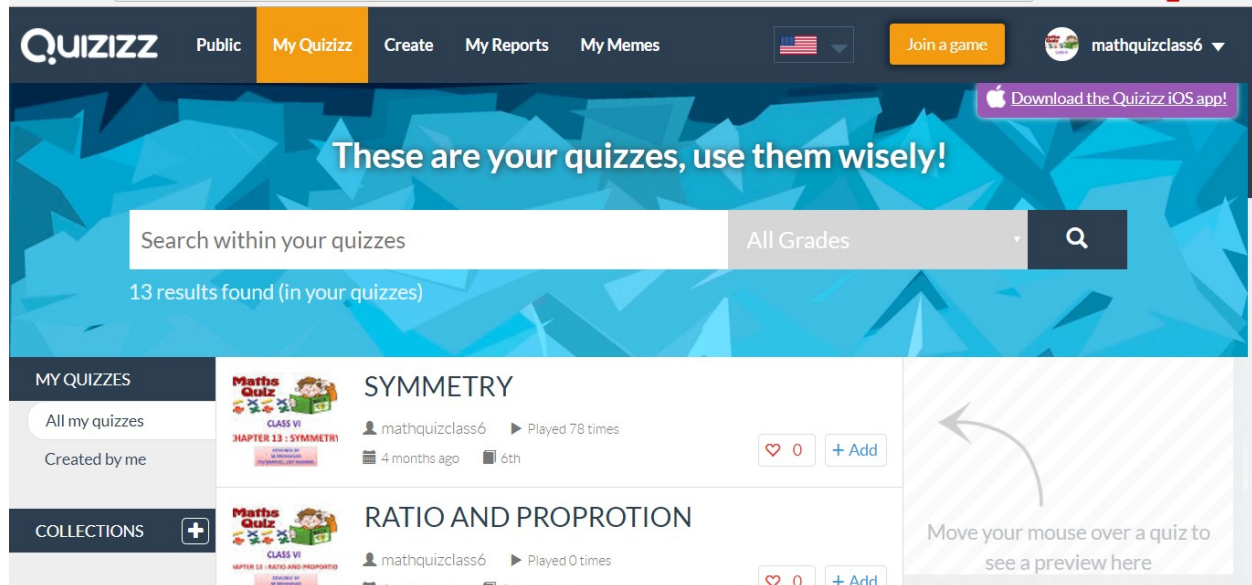 Quizizz Public My Quizizz Create My Reports My Memes Join a game mathquizclass6
Download the Quizizz iOS app!
These are your quizzes, use them wisely!
Search within your quizzes All Grades
13 results found (in your quizzes)
MY QUIZZES
All my quizzes
Created by me
COLLECTIONS
Maths
Quiz
CLASS VI
CHAPTER 13 : SYMMETRY
SYMMETRY
mathquizclass6 Played 78 times
4 months ago 6th
0 + Add
Maths
Quiz
CLASS VI
RATIO AND PROPROTION
mathquizclass6 Played 0 times
0 + Add
Move your mouse over a quiz to
see a preview here